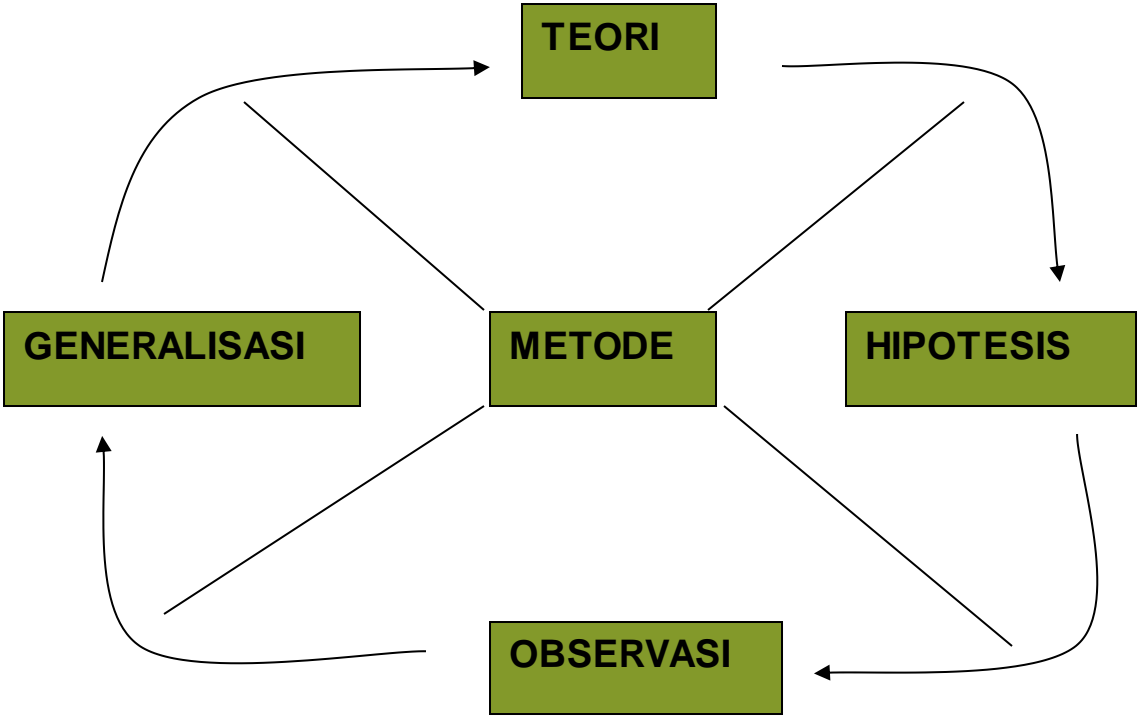 TEORI
GENERALISASI
METODE
HIPOTESIS
OBSERVASI